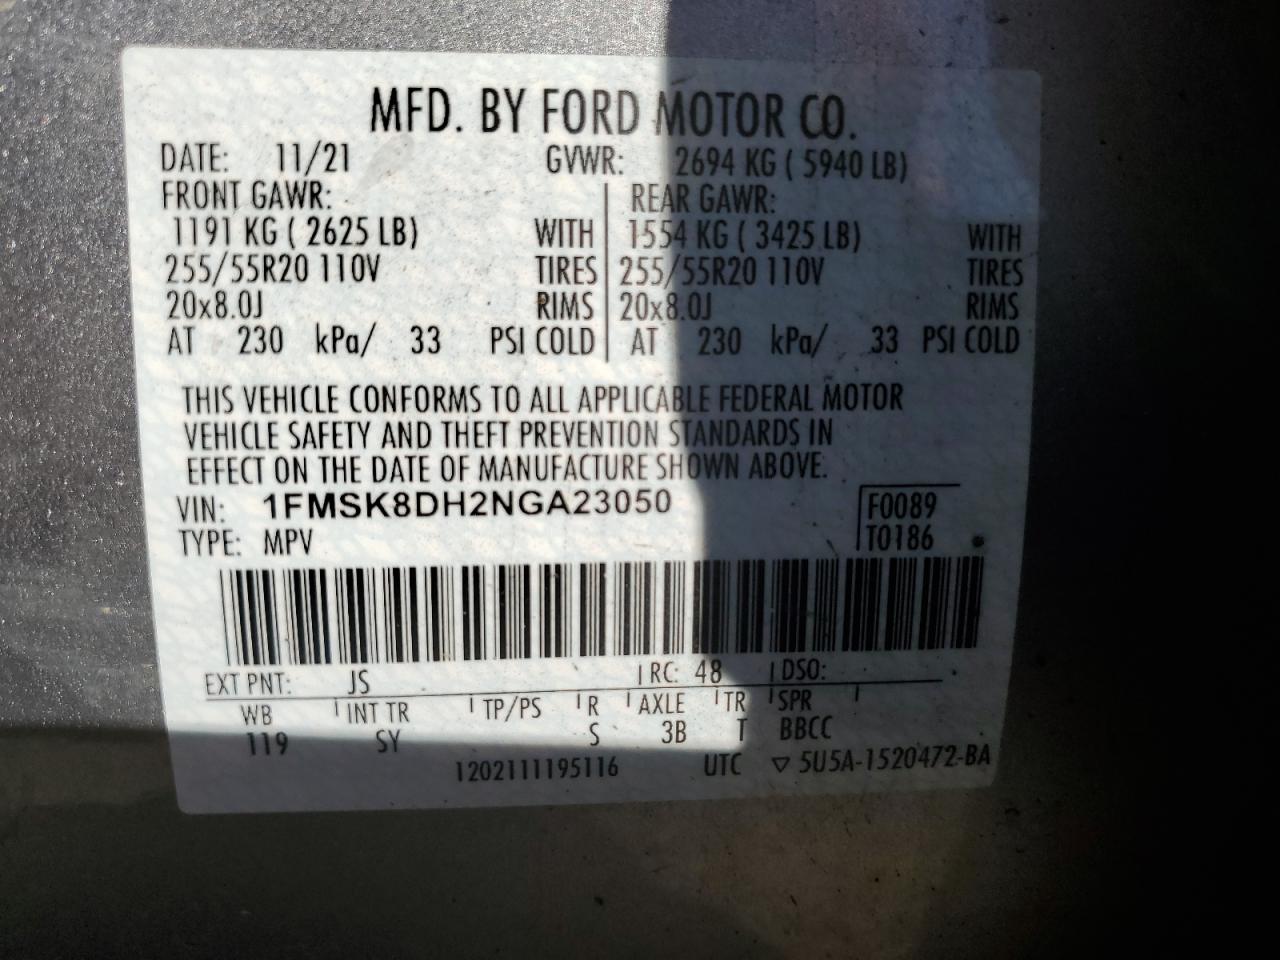 MFD. BY FORD MOTOR CO.
DATE: 11/21 GVWR: 2694 KG ( 5940 LB)
FRONT GAWR: REAR GAWR:
1191 KG ( 2625 LB) WITH 1554 KG ( 3425 LB) WITH
255/55R20 110V TIRES 255/55R20 110V TIRES
20x8.0J RIMS 20x8.0J RIMS
AT 230 kPa/ 33 PSI COLD AT 230 kPa/ 33 PSI COLD
THIS VEHICLE CONFORMS TO ALL APPLICABLE FEDERAL MOTOR
VEHICLE SAFETY AND THEFT PREVENTION STANDARDS IN
EFFECT ON THE DATE OF MANUFACTURE SHOWN ABOVE.
VIN: 1FMSK8DH2NGA23050 F0089
TYPE: MPV T0186
EXT PNT: JS RC: 48 DSO:
WB INT TR TP/PS R AXLE TR SPR
119 SY S 3B T BBCC
1202111195116 UTC ▽ 5U5A-1520472-BA